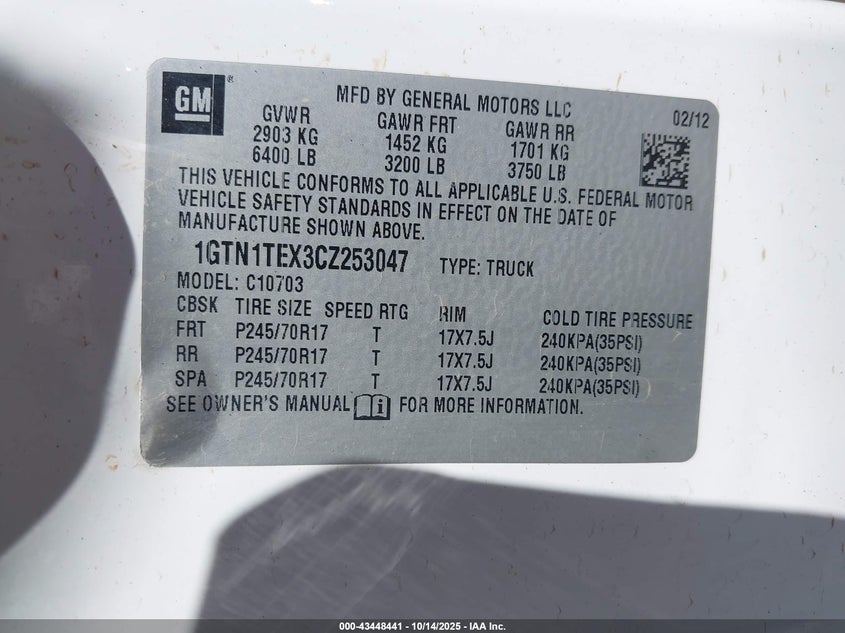 GM®
MFD BY GENERAL MOTORS LLC 02/12
GVWR GAWR FRT GAWR RR
2903 KG 1452 KG 1701 KG
6400 LB 3200 LB 3750 LB
THIS VEHICLE CONFORMS TO ALL APPLICABLE U.S. FEDERAL MOTOR
VEHICLE SAFETY STANDARDS IN EFFECT ON THE DATE OF
MANUFACTURE SHOWN ABOVE.
1GTN1TEX3CZ253047 TYPE: TRUCK
MODEL: C10703
CBSK TIRE SIZE SPEED RTG RIM COLD TIRE PRESSURE
FRT P245/70R17 T 17X7.5J 240KPA(35PSI)
RR P245/70R17 T 17X7.5J 240KPA(35PSI)
SPA P245/70R17 T 17X7.5J 240KPA(35PSI)
SEE OWNER'S MANUAL i FOR MORE INFORMATION.
000-43448441 - 10/14/2025 - IAA Inc.